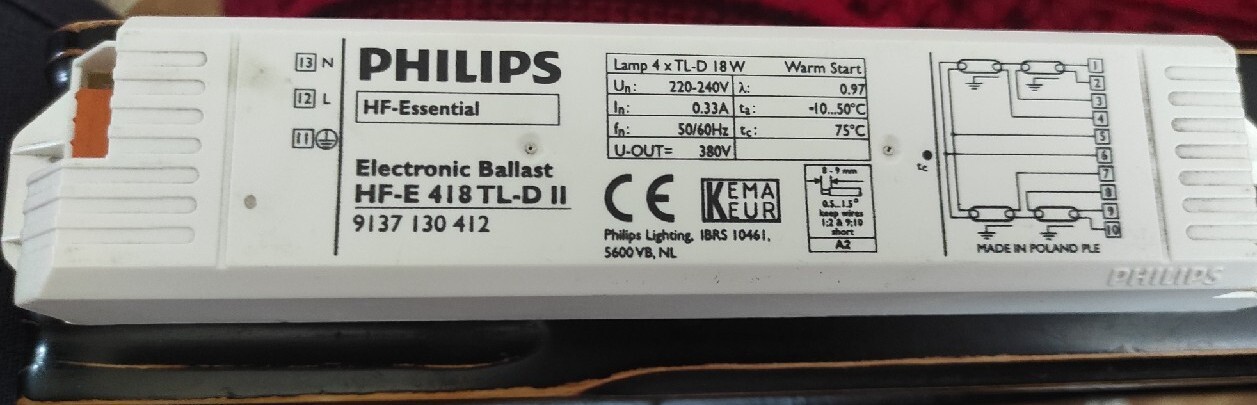 13 N
12 L
11
PHILIPS
HF-Essential
Electronic Ballast
HF-E 418 TL-D II
9137 130 412
Lamp 4 x TL-D 18W Warm Start
Un: 220-240V λ: 0.97
In: 0.33A ta: -10...50°C
fn: 50/60Hz tc: 75°C
U-OUT= 380V
CE
KEMA
KEUR
Philips Lighting, IBRS 10461,
5600 VB, NL
8 - 9 mm
0.5...1.5°
keep wires
1:2 & 9:10
short
A2
tc
1
2
3
4
5
6
7
8
9
10
MADE IN POLAND PLE
PHILIPS